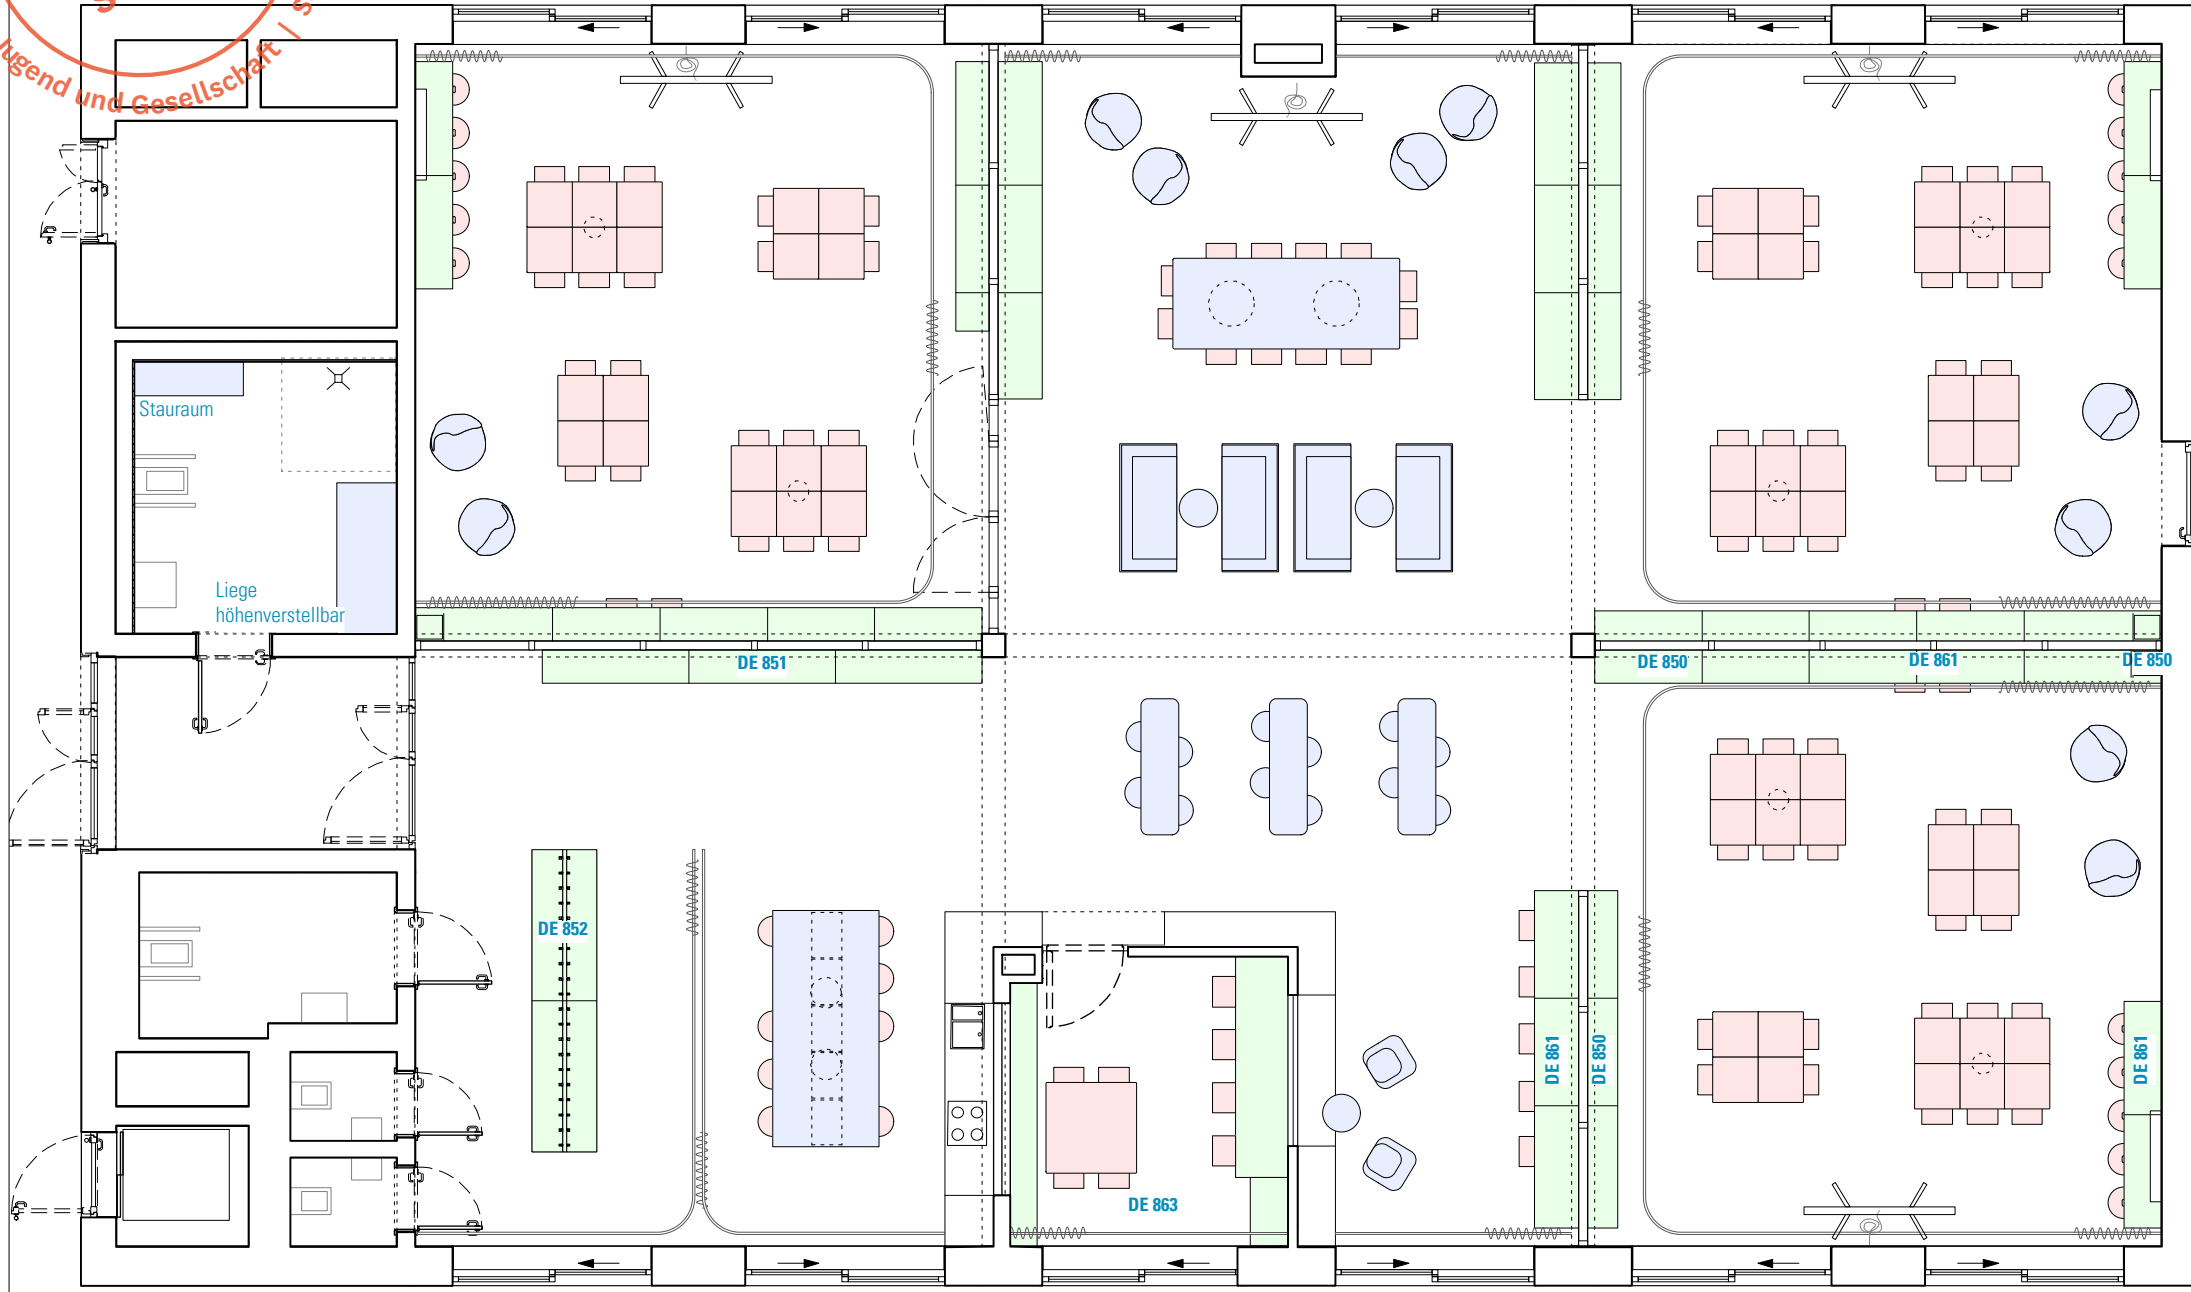 Jugend und Gesellschaft |
Stauraum
Liege
höhenverstellbar
DE 851
DE 850
DE 861
DE 850
DE 852
DE 861
DE 850
DE 861
DE 863